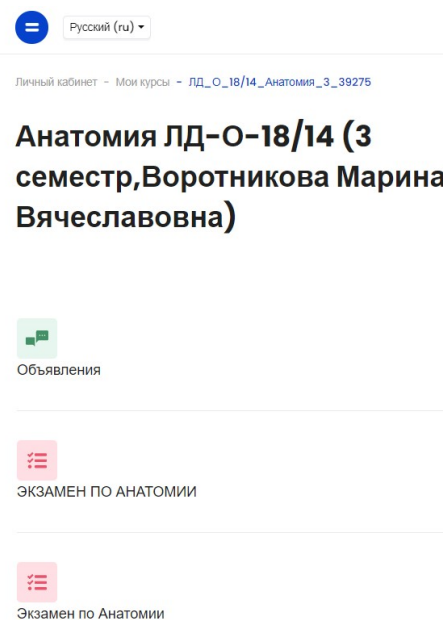 Русский (ru)
Личный кабинет - Мои курсы - ЛД_О_18/14_Анатомия_3_39275
Анатомия ЛД-О-18/14 (3
семестр,Воротникова Марина
Вячеславовна)
Объявления
ЭКЗАМЕН ПО АНАТОМИИ
Экзамен по Анатомии